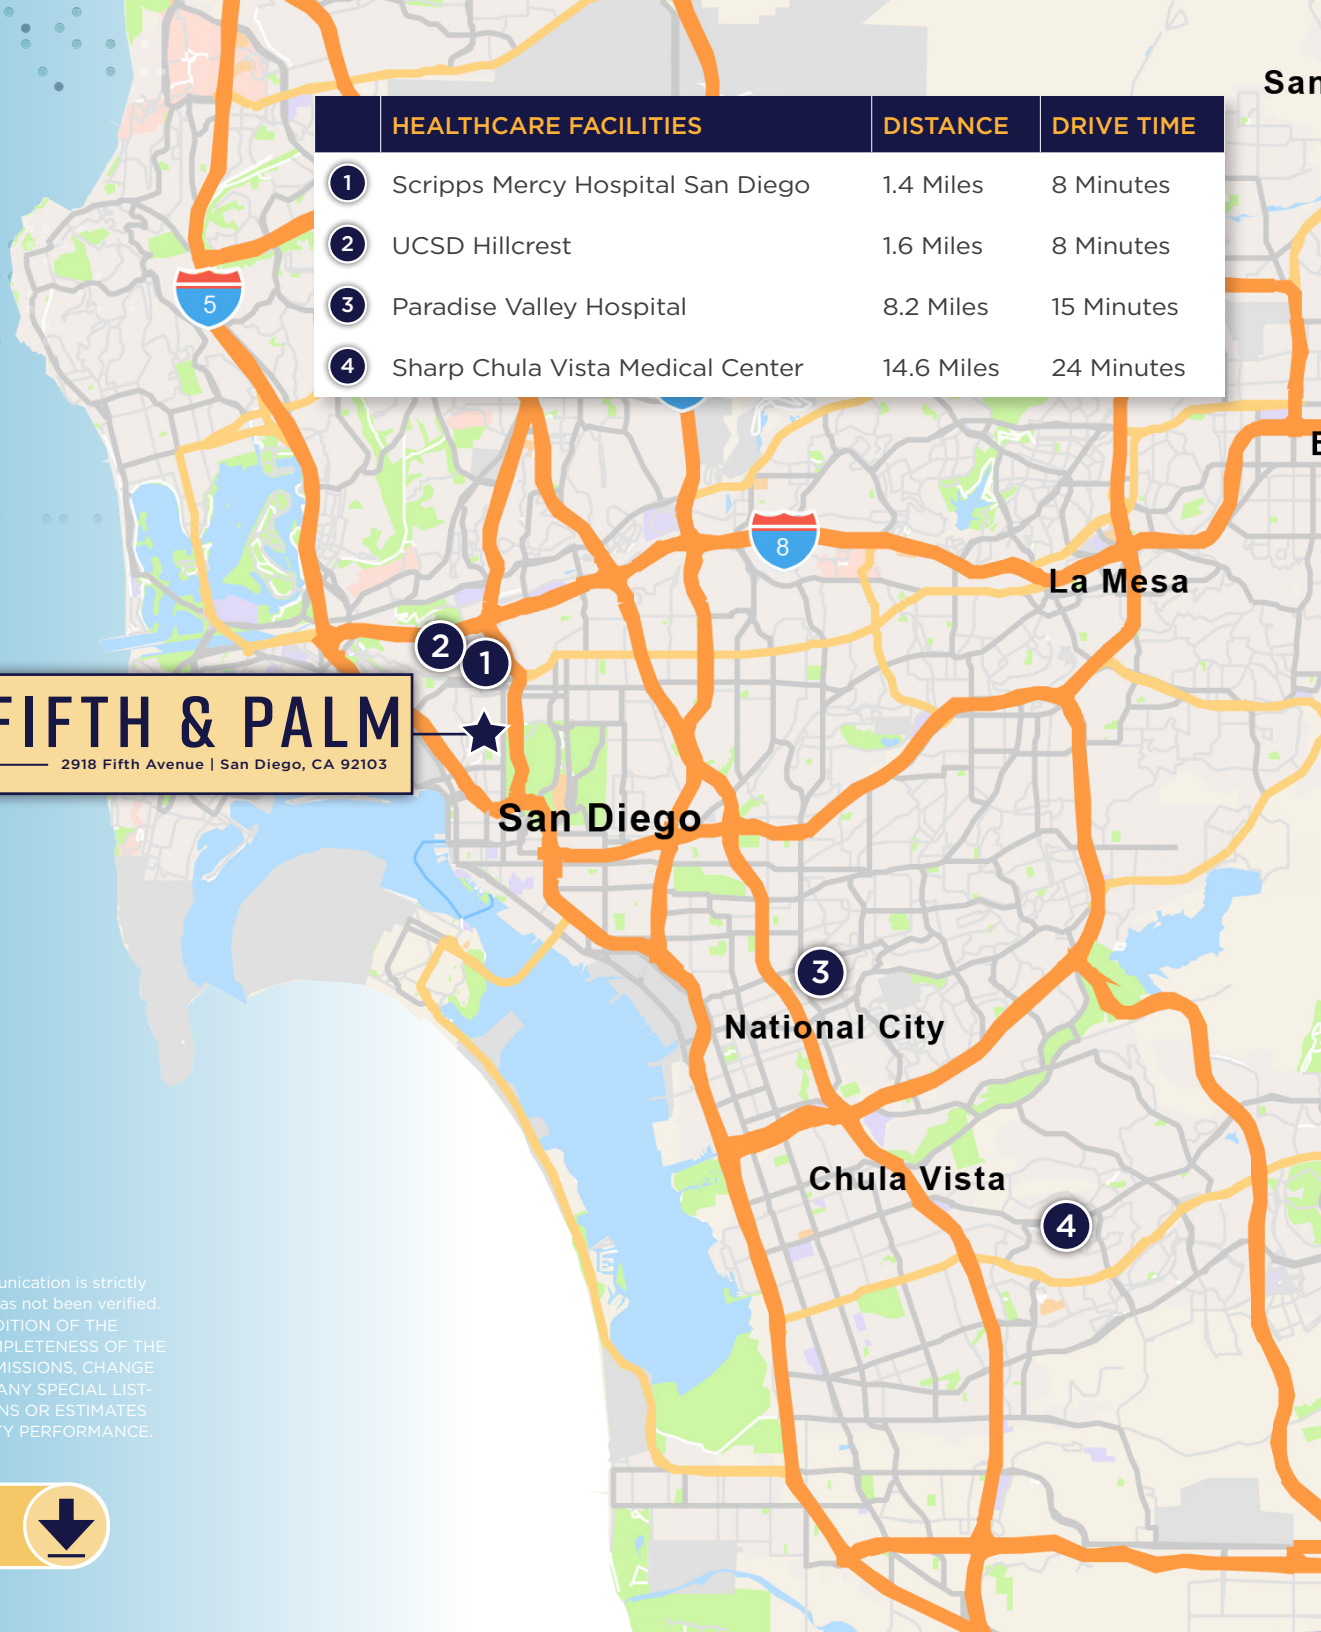 San
HEALTHCARE FACILITIES DISTANCE DRIVE TIME
1 Scripps Mercy Hospital San Diego 1.4 Miles 8 Minutes
2 UCSD Hillcrest 1.6 Miles 8 Minutes
3 Paradise Valley Hospital 8.2 Miles 15 Minutes
4 Sharp Chula Vista Medical Center 14.6 Miles 24 Minutes
5
8
La Mesa
2
1
FIFTH & PALM
2918 Fifth Avenue | San Diego, CA 92103
San Diego
3
National City
Chula Vista
4
unication is strictly
as not been verified.
DITION OF THE
MPLETENESS OF THE
MISSIONS, CHANGE
ANY SPECIAL LIST-
NS OR ESTIMATES
TY PERFORMANCE.